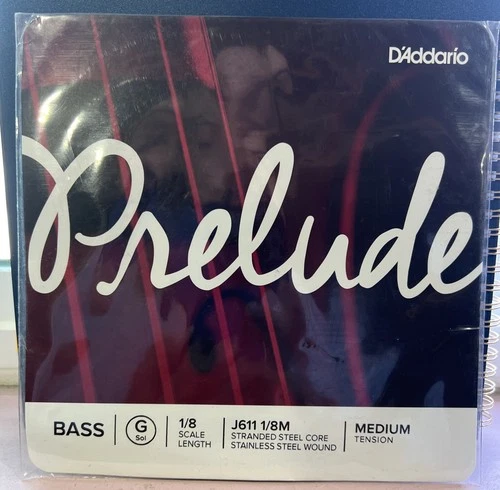 D'Addario
Prelude
BASS
G
Sol
1/8
SCALE
LENGTH
J611 1/8M
STRANDED STEEL CORE
STAINLESS STEEL WOUND
MEDIUM
TENSION